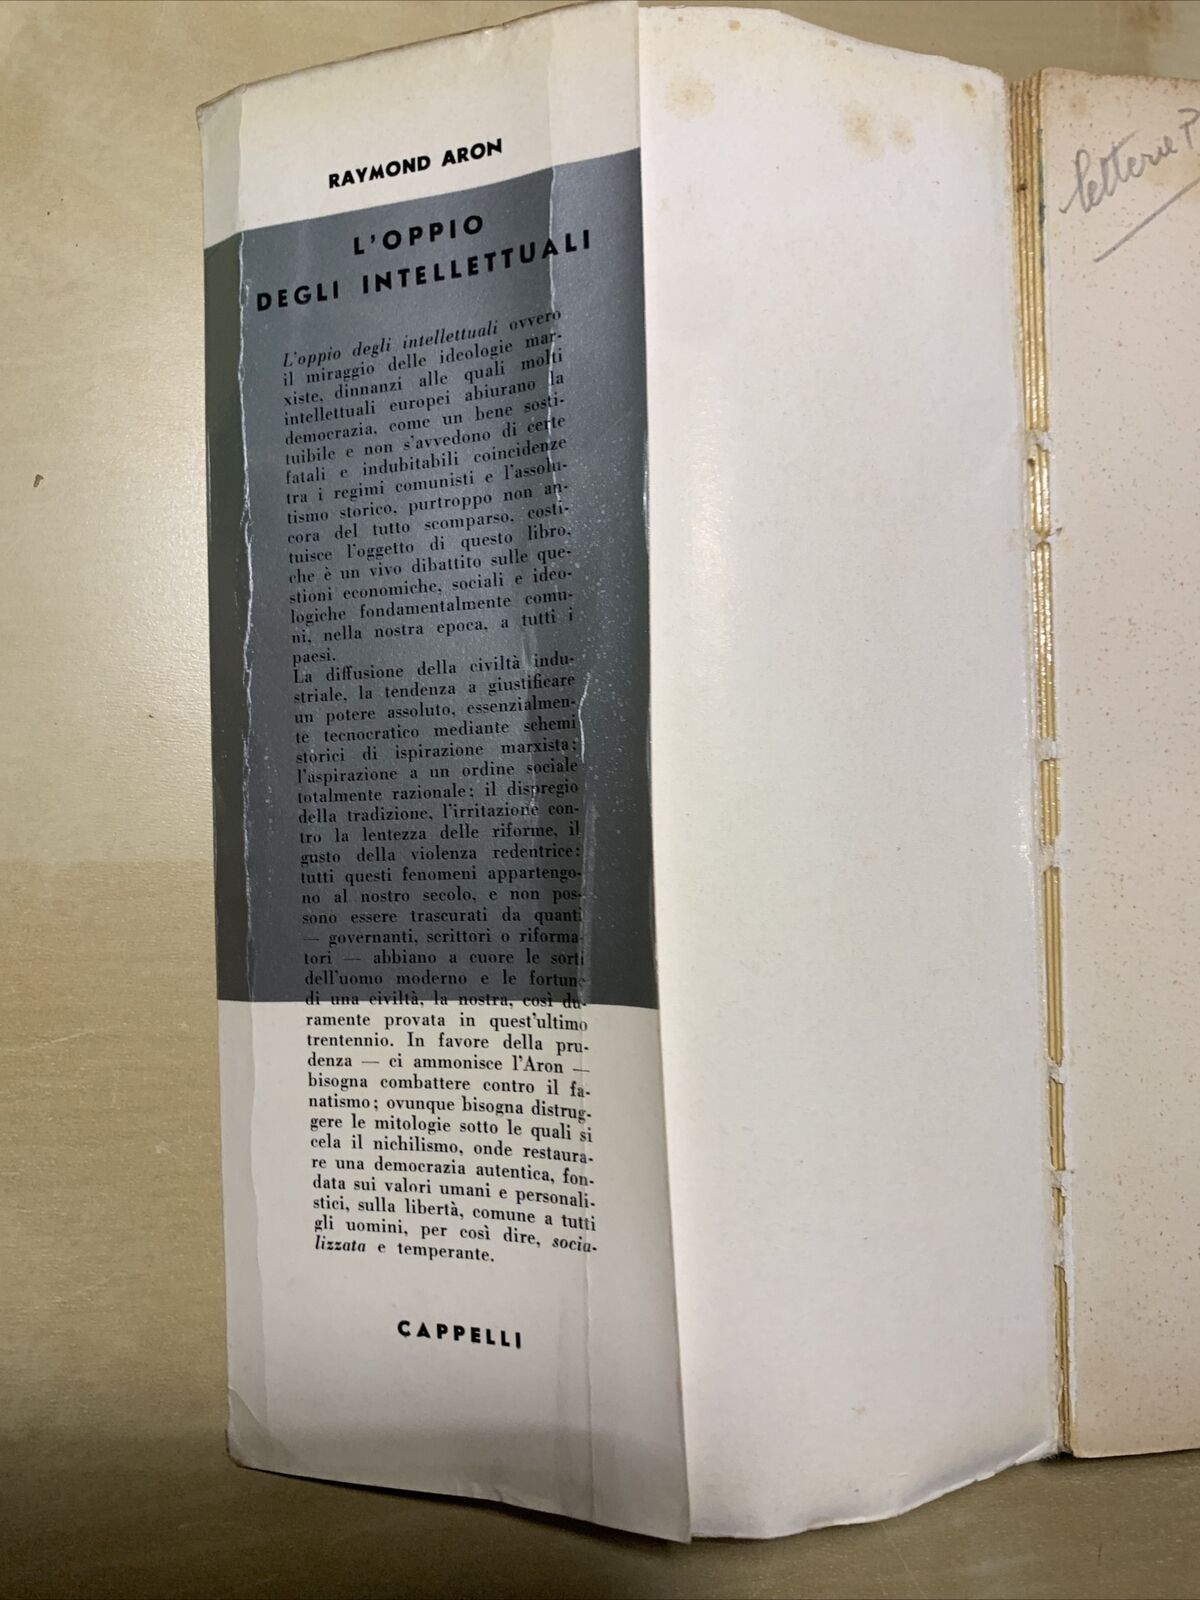 RAYMOND ARON
L'OPPIO
DEGLI INTELLETTUALI
L'oppio degli intellettuali ovvero
il miraggio delle ideologie mar-
xiste, dinnanzi alle quali molti
intellettuali europei abiurano la
democrazia, come un bene sosti-
tuibile e non s'avvedono di certe
fatali e indubitabili coincidenze
tra i regimi comunisti e l'assolu-
tismo storico, purtroppo non an-
cora del tutto scomparso, costi-
tuisce l'oggetto di questo libro,
che è un vivo dibattito sulle que-
stioni economiche, sociali e ideo-
logiche fondamentalmente comu-
ni, nella nostra epoca, a tutti i
paesi.
La diffusione della civiltà indu-
striale, la tendenza a giustificare
un potere assoluto, essenzialmen-
te tecnocratico mediante schemi
storici di ispirazione marxista;
l'aspirazione a un ordine sociale
totalmente razionale; il dispregio
della tradizione, l'irritazione con-
tro la lentezza delle riforme, il
gusto della violenza redentrice:
tutti questi fenomeni appartengo-
no al nostro secolo, e non pos-
sono essere trascurati da quanti
— governanti, scrittori o riforma-
tori — abbiano a cuore le sorti
dell'uomo moderno e le fortune
di una civiltà, la nostra, così du-
ramente provata in quest'ultimo
trentennio. In favore della pru-
denza — ci ammonisce l'Aron —
bisogna combattere contro il fa-
natismo; ovunque bisogna distrug-
gere le mitologie sotto le quali si
cela il nichilismo, onde restaura-
re una democrazia autentica, fon-
data sui valori umani e personali-
stici, sulla libertà, comune a tutti
gli uomini, per così dire, socia-
lizzata e temperante.
CAPPELLI